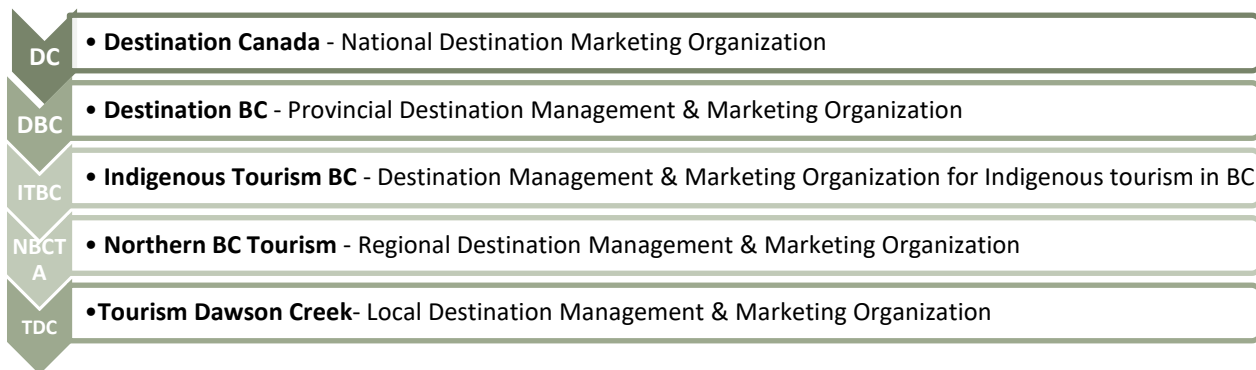 DC
• Destination Canada - National Destination Marketing Organization
DBC
• Destination BC - Provincial Destination Management & Marketing Organization
ITBC
• Indigenous Tourism BC - Destination Management & Marketing Organization for Indigenous tourism in BC
NBCT
A
• Northern BC Tourism - Regional Destination Management & Marketing Organization
TDC
•Tourism Dawson Creek- Local Destination Management & Marketing Organization